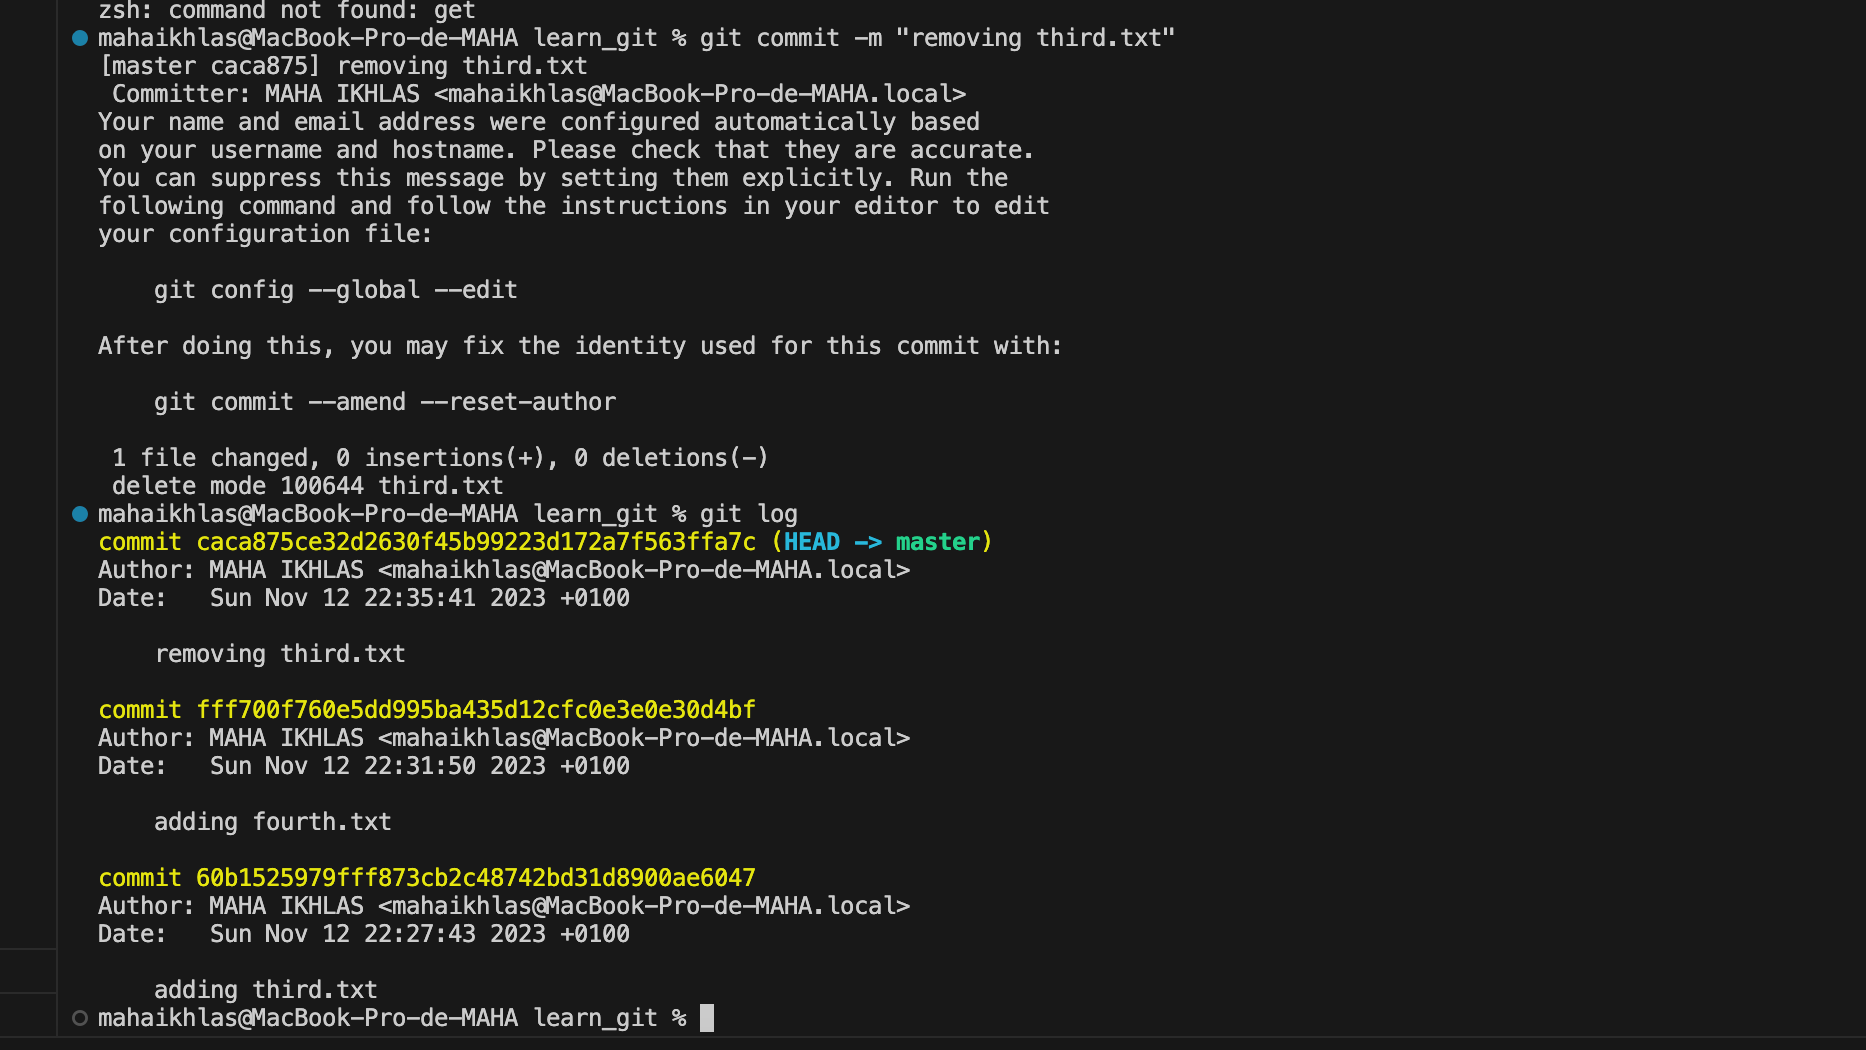 zsh: command not found: get
mahaikhlas@MacBook-Pro-de-MAHA learn_git % git commit -m "removing third.txt"
[master caca875] removing third.txt
 Committer: MAHA IKHLAS <mahaikhlas@MacBook-Pro-de-MAHA.local>
Your name and email address were configured automatically based
on your username and hostname. Please check that they are accurate.
You can suppress this message by setting them explicitly. Run the
following command and follow the instructions in your editor to edit
your configuration file:

    git config --global --edit

After doing this, you may fix the identity used for this commit with:

    git commit --amend --reset-author

 1 file changed, 0 insertions(+), 0 deletions(-)
 delete mode 100644 third.txt
mahaikhlas@MacBook-Pro-de-MAHA learn_git % git log
commit caca875ce32d2630f45b99223d172a7f563ffa7c (HEAD -> master)
Author: MAHA IKHLAS <mahaikhlas@MacBook-Pro-de-MAHA.local>
Date:   Sun Nov 12 22:35:41 2023 +0100

    removing third.txt

commit fff700f760e5dd995ba435d12cfc0e3e0e30d4bf
Author: MAHA IKHLAS <mahaikhlas@MacBook-Pro-de-MAHA.local>
Date:   Sun Nov 12 22:31:50 2023 +0100

    adding fourth.txt

commit 60b1525979fff873cb2c48742bd31d8900ae6047
Author: MAHA IKHLAS <mahaikhlas@MacBook-Pro-de-MAHA.local>
Date:   Sun Nov 12 22:27:43 2023 +0100

    adding third.txt
mahaikhlas@MacBook-Pro-de-MAHA learn_git %